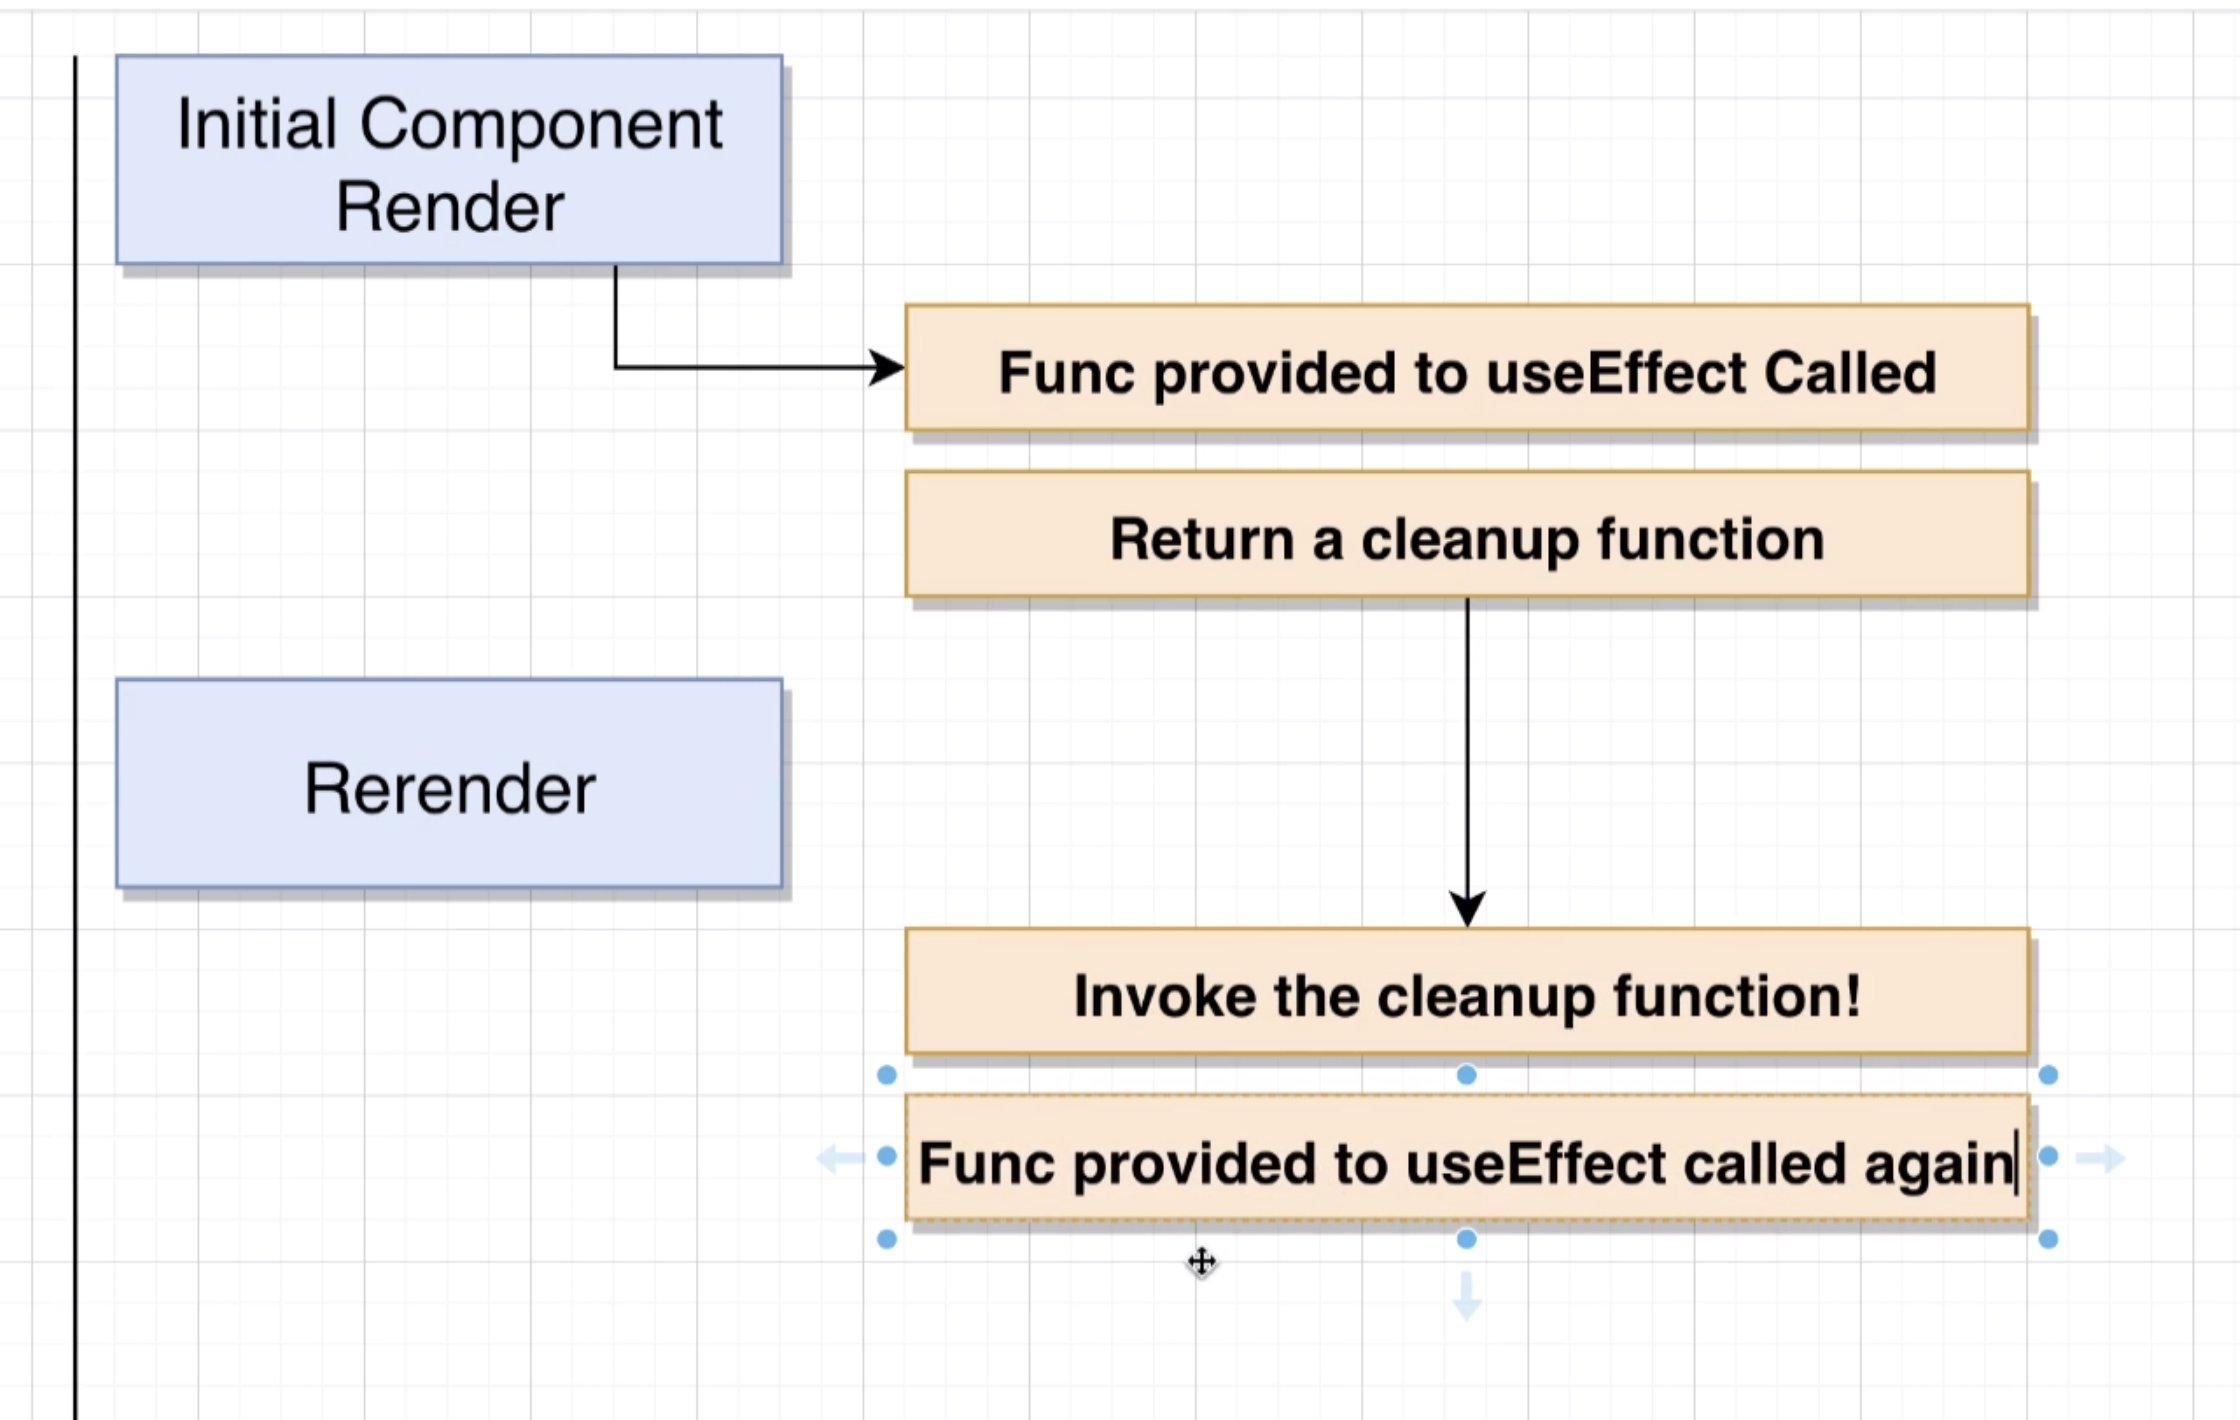 Initial Component
Render
Func provided to useEffect Called
Return a cleanup function
Rerender
Invoke the cleanup function!
Func provided to useEffect called again